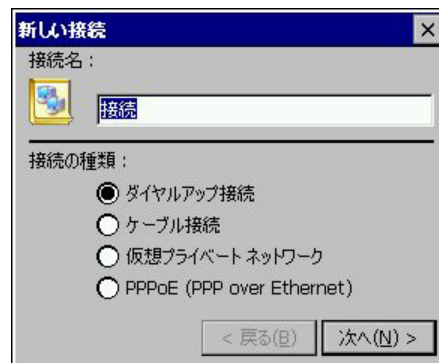 新しい接続
接続名：
接続
接続の種類：
ダイヤルアップ接続
ケーブル接続
仮想プライベート ネットワーク
PPPoE (PPP over Ethernet)
< 戻る(B) 次へ(N) >